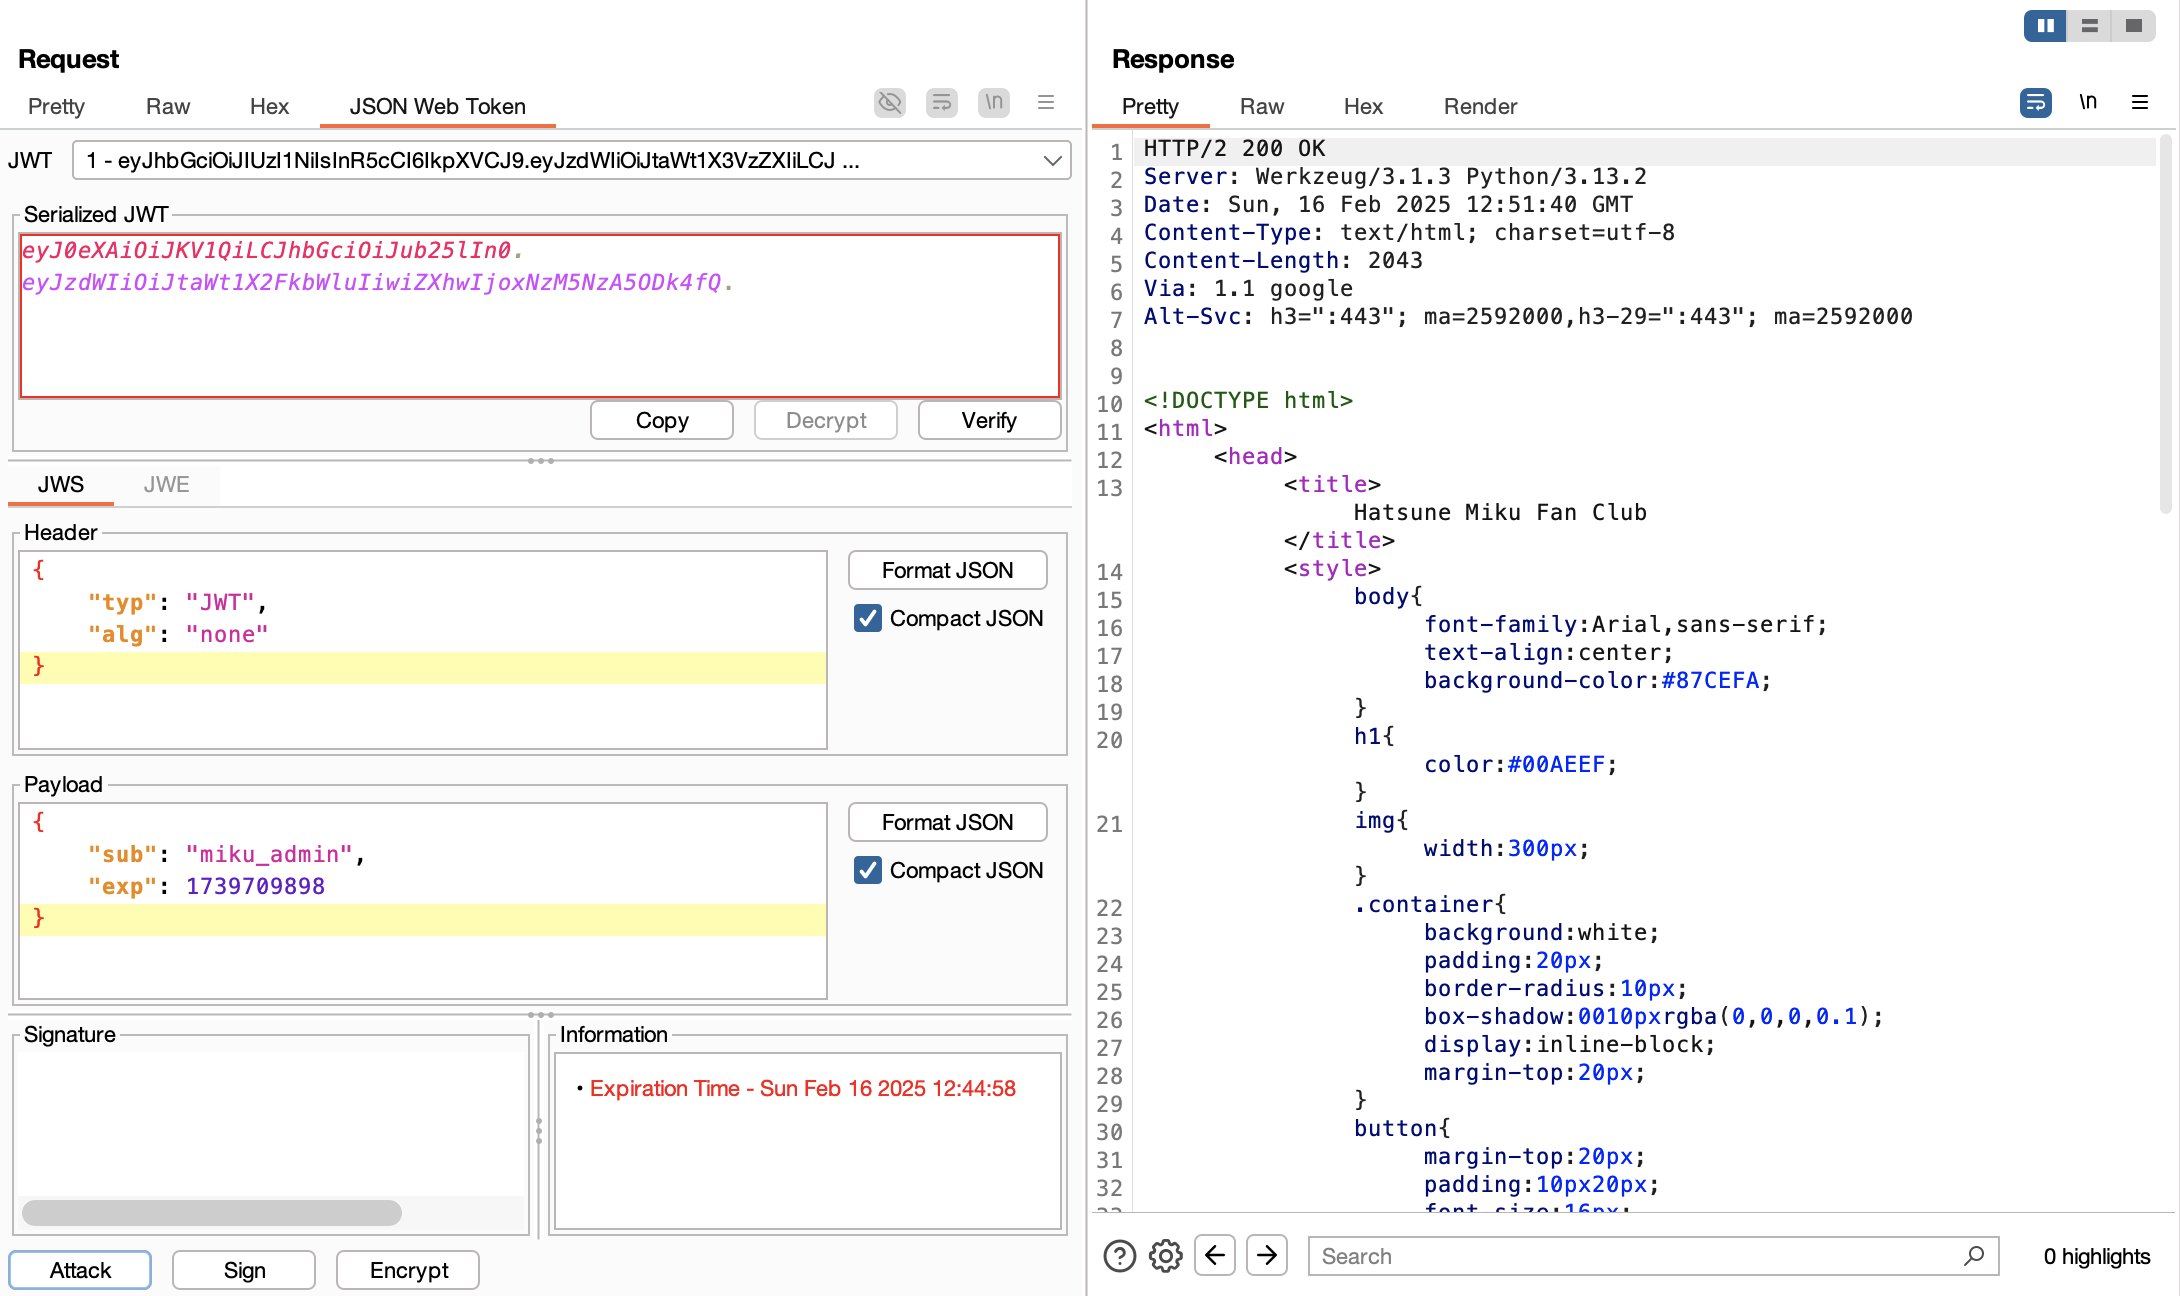 Request
Pretty Raw Hex JSON Web Token \n
JWT 1 - eyJhbGciOiJIUzI1NiIsInR5cCI6IkpXVCJ9.eyJzdWIiOiJtaWt1X3VzZXIiLCJ ...
Serialized JWT
eyJ0eXAiOiJKV1QiLCJhbGciOiJub25lIn0.
eyJzdWIiOiJtaWt1X2FkbWluIiwiZXhwIjoxNzM5NzA5ODk4fQ.
Copy Decrypt Verify
JWS JWE
Header
{
"typ": "JWT",
"alg": "none"
}
Format JSON
Compact JSON
Payload
{
"sub": "miku_admin",
"exp": 1739709898
}
Format JSON
Compact JSON
Signature
Information
• Expiration Time - Sun Feb 16 2025 12:44:58
Attack Sign Encrypt
Response
Pretty Raw Hex Render \n
1 HTTP/2 200 OK
2 Server: Werkzeug/3.1.3 Python/3.13.2
3 Date: Sun, 16 Feb 2025 12:51:40 GMT
4 Content-Type: text/html; charset=utf-8
5 Content-Length: 2043
6 Via: 1.1 google
7 Alt-Svc: h3=":443"; ma=2592000,h3-29=":443"; ma=2592000
8
9
10 <!DOCTYPE html>
11 <html>
12 <head>
13 <title>
Hatsune Miku Fan Club
</title>
14 <style>
15 body{
16 font-family:Arial,sans-serif;
17 text-align:center;
18 background-color:#87CEFA;
19 }
20 h1{
color:#00AEEF;
}
21 img{
width:300px;
}
22 .container{
23 background:white;
24 padding:20px;
25 border-radius:10px;
26 box-shadow:0010pxrgba(0,0,0,0.1);
27 display:inline-block;
28 margin-top:20px;
29 }
30 button{
31 margin-top:20px;
32 padding:10px20px;
33 font-size:16px;
Search 0 highlights